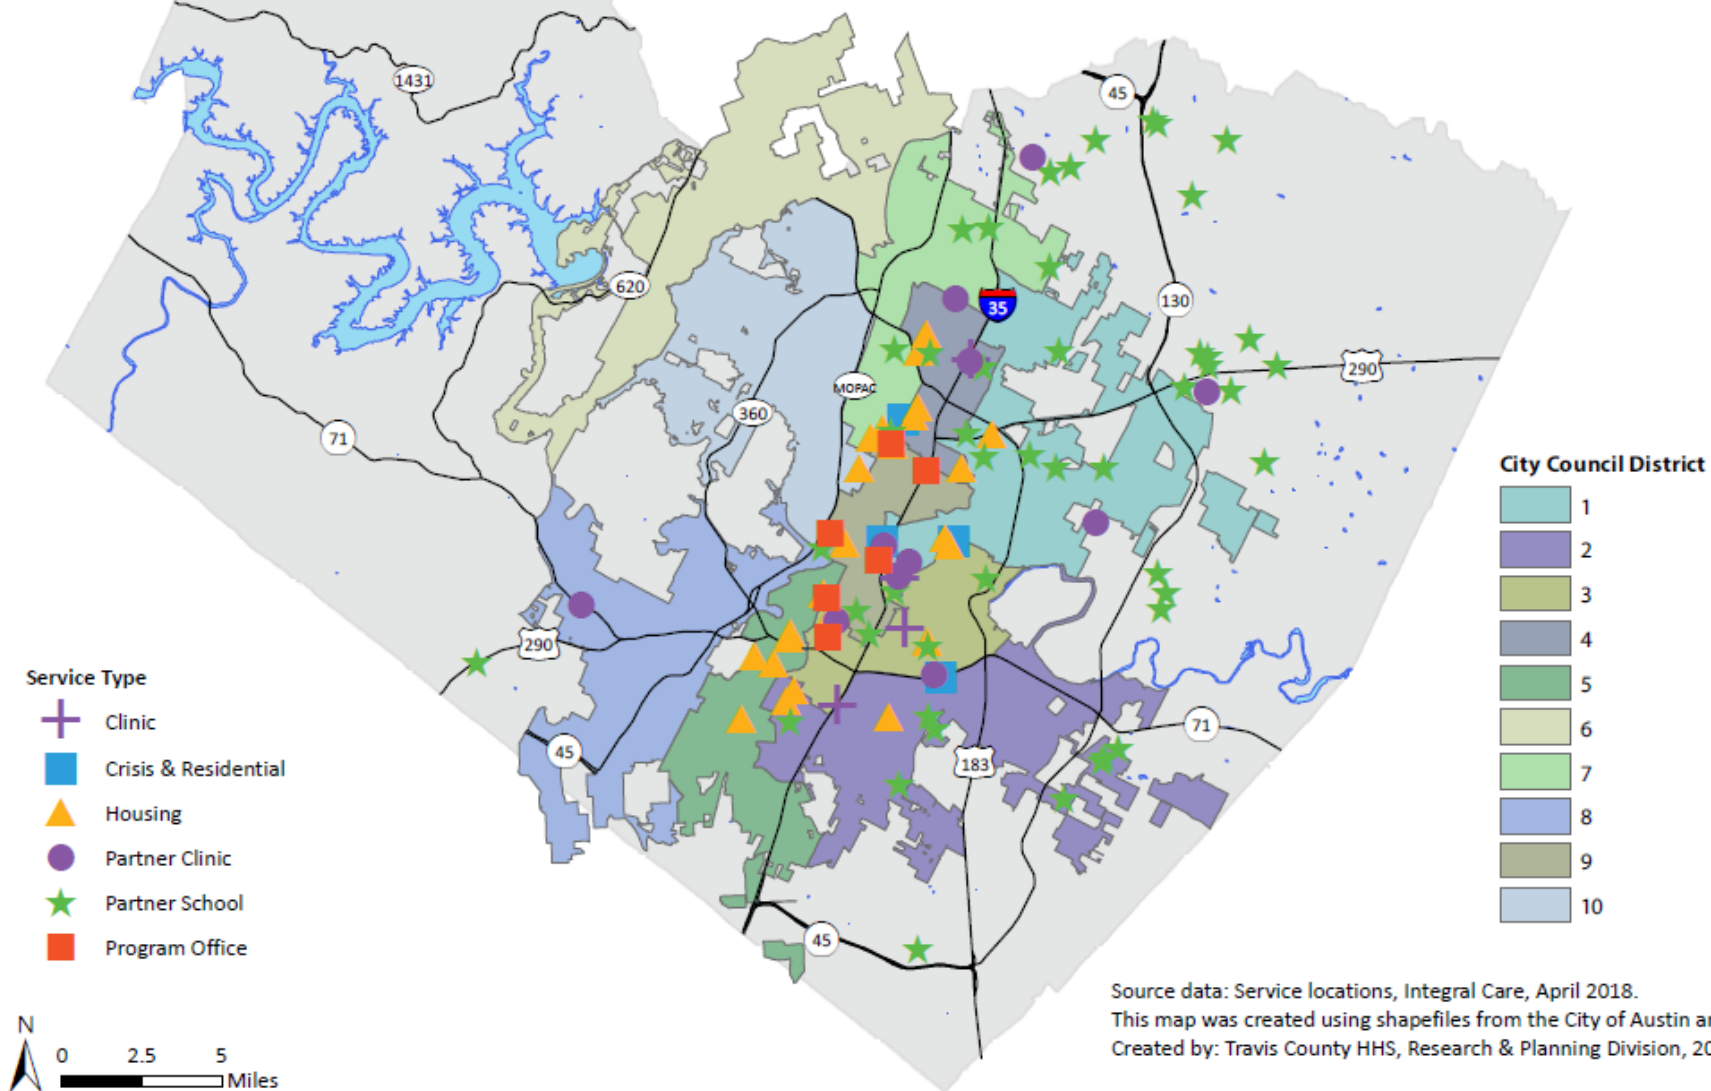 1431
45
620
35
130
MOPAC
290
360
71
290
45
71
183
45
City Council District
1
2
3
4
5
6
7
8
9
10
Service Type
Clinic
Crisis & Residential
Housing
Partner Clinic
Partner School
Program Office
N
0 2.5 5
Miles
Source data: Service locations, Integral Care, April 2018.
This map was created using shapefiles from the City of Austin
Created by: Travis County HHS, Research & Planning Division,